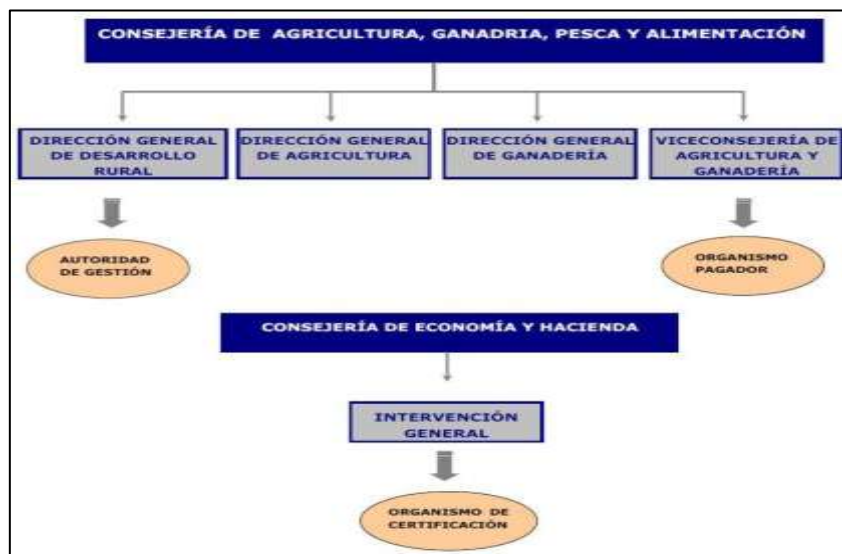 CONSEJERÍA DE AGRICULTURA, GANADRIA, PESCA Y ALIMENTACIÓN
DIRECCIÓN GENERAL
DE DESARROLLO
RURAL
DIRECCIÓN GENERAL
DE AGRICULTURA
DIRECCIÓN GENERAL
DE GANADERÍA
VICECONSEJERÍA DE
AGRICULTURA Y
GANADERÍA
AUTORIDAD
DE GESTIÓN
ORGANISMO
PAGADOR
CONSEJERÍA DE ECONOMÍA Y HACIENDA
INTERVENCIÓN
GENERAL
ORGANISMO DE
CERTIFICACIÓN